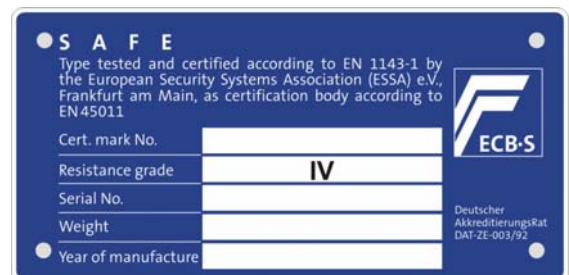 S A F E
Type tested and certified according to EN 1143-1 by
the European Security Systems Association (ESSA) e.V.,
Frankfurt am Main, as certification body according to
EN 45011
Cert. mark No.
Resistance grade IV
Serial No.
Weight
Year of manufacture
ECB·S
Deutscher
AkkreditierungsRat
DAT-ZE-003/92